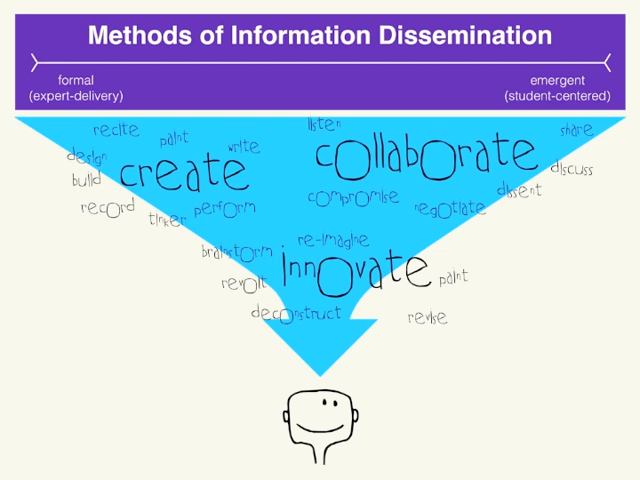 Methods of Information Dissemination
formal
(expert-delivery)
emergent
(student-centered)
recite
paint
write
design
build
create
record
tinker
perform
listen
collaborate
share
discuss
dissent
compromise
negotiate
re-imagine
brainstorm
innovate
revolt
paint
deconstruct
revise